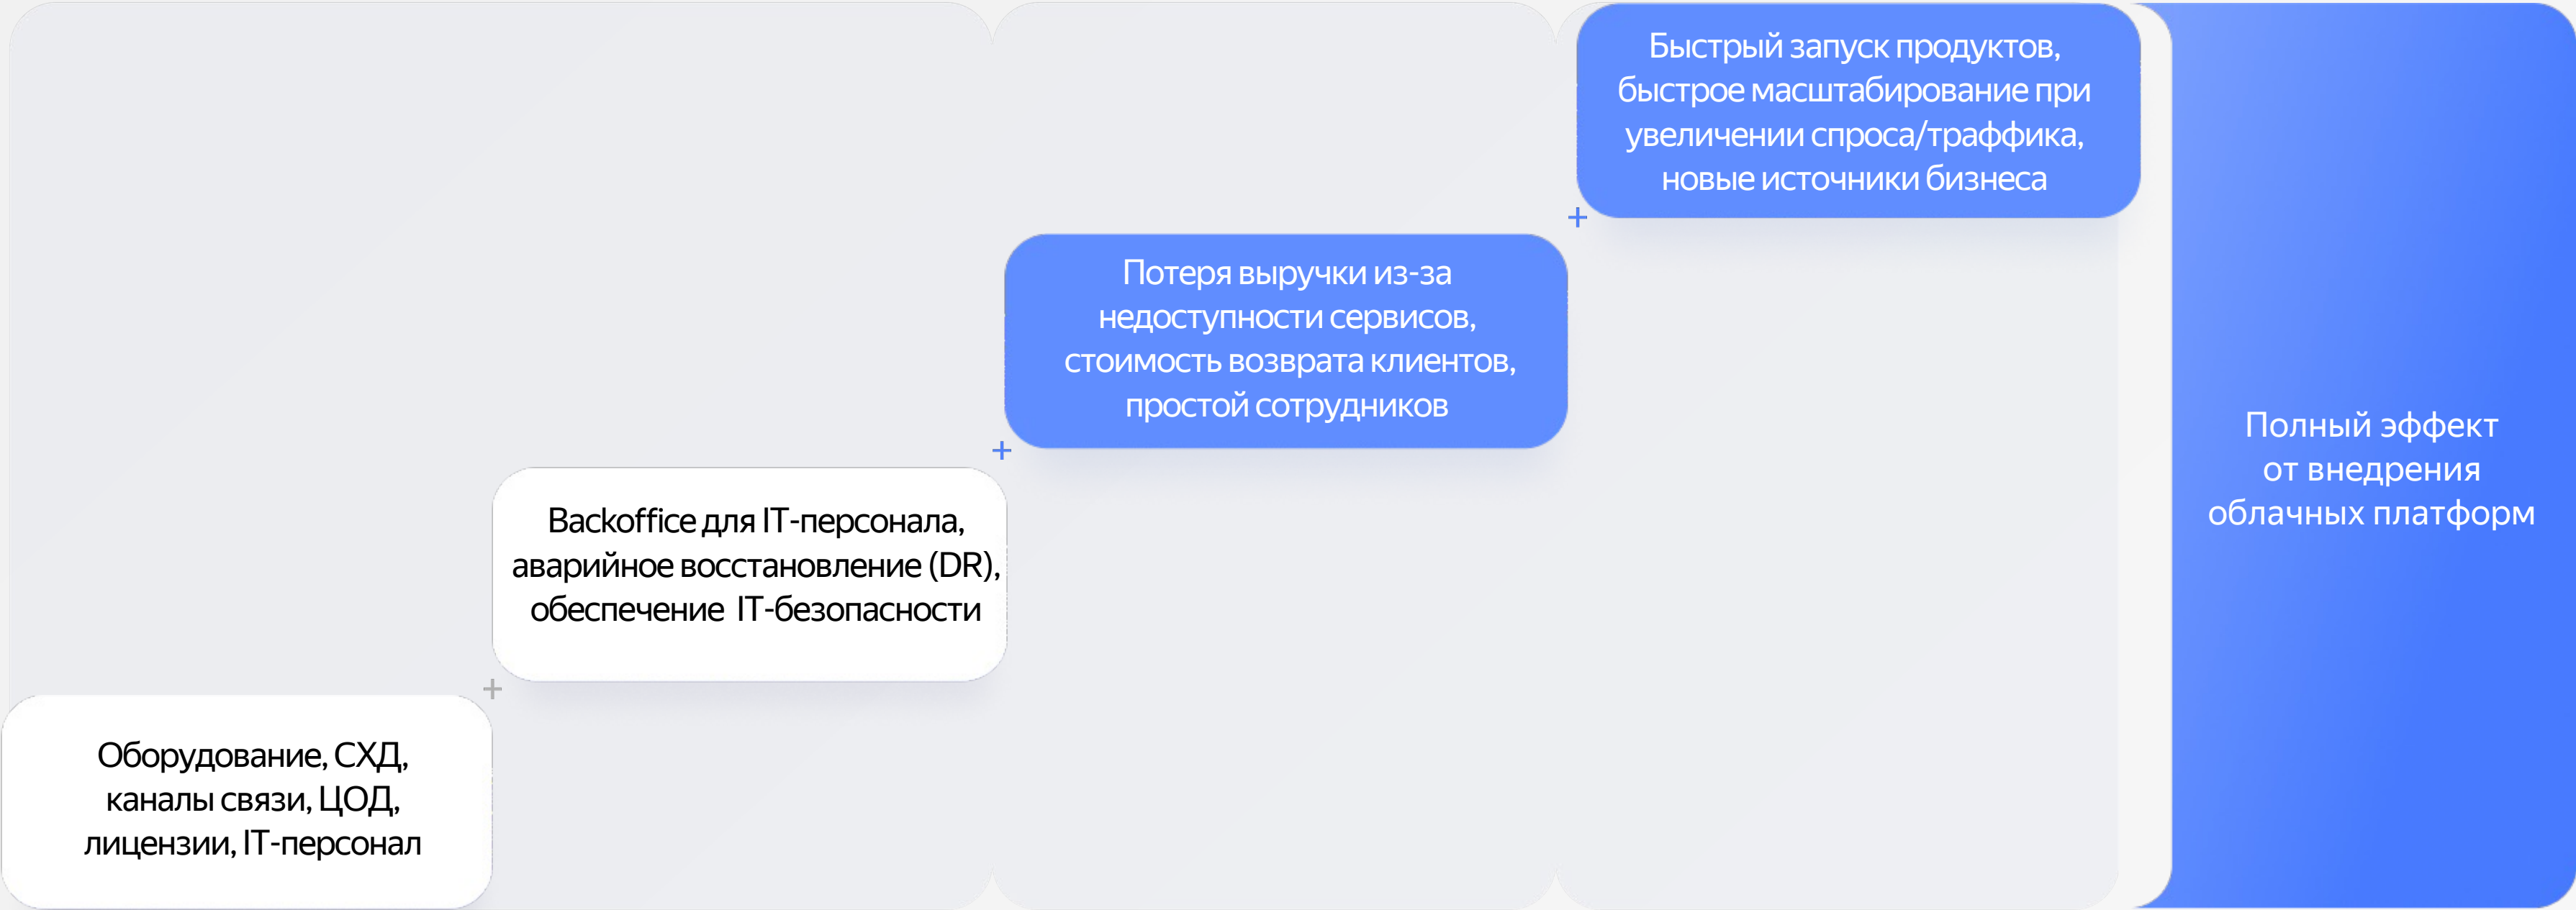 Быстрый запуск продуктов,
быстрое масштабирование при
увеличении спроса/траффика,
новые источники бизнеса
+
Потеря выручки из-за
недоступности сервисов,
стоимость возврата клиентов,
простой сотрудников
+
Backoffice для IT-персонала,
аварийное восстановление (DR),
обеспечение IT-безопасности
+
Оборудование, СХД,
каналы связи, ЦОД,
лицензии, IT-персонал
Полный эффект
от внедрения
облачных платформ